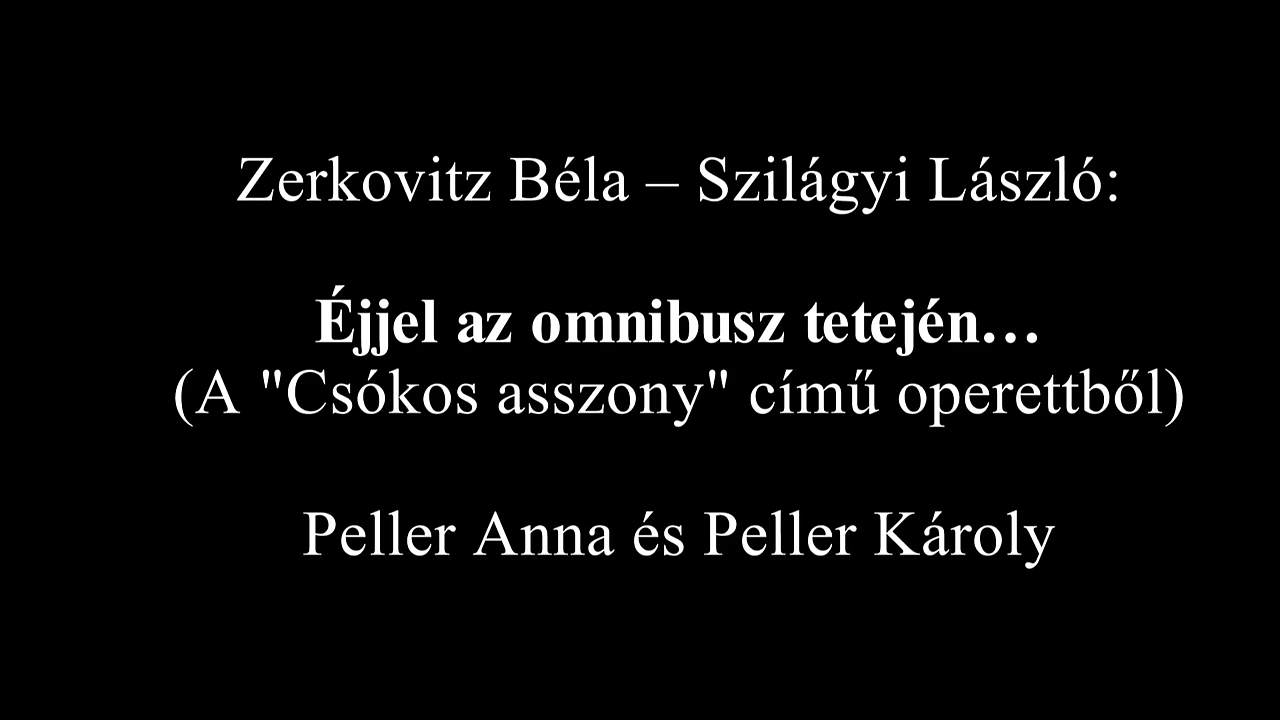 Zerkovitz Béla – Szilágyi László:
Éjjel az omnibusz tetején…
(A "Csókos asszony" című operettből)
Peller Anna és Peller Károly